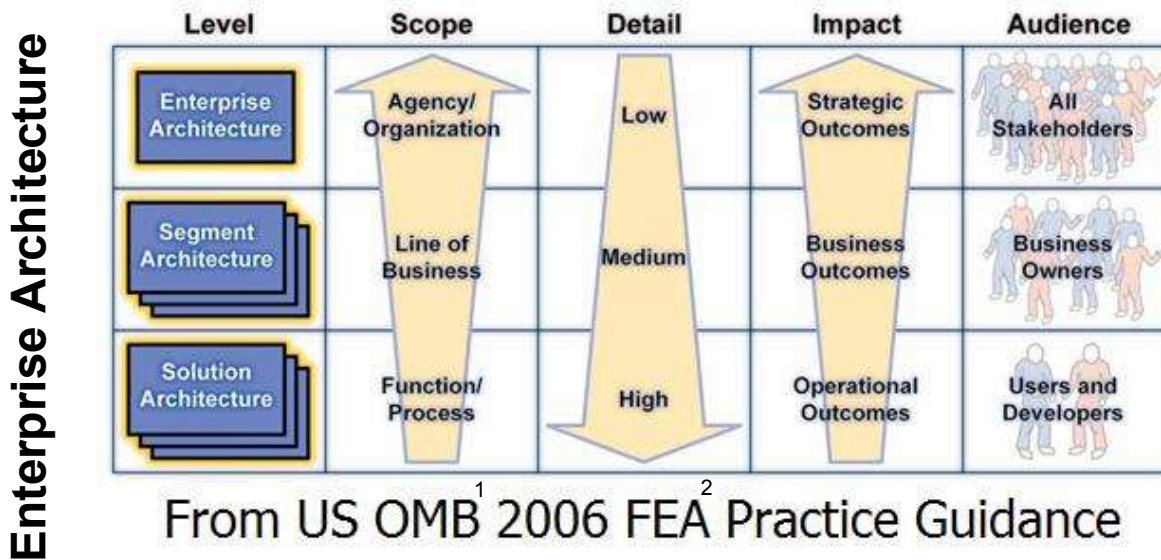 Enterprise Architecture
Level Scope Detail Impact Audience
Enterprise
Architecture
Agency/
Organization
Low
Strategic
Outcomes
All
Stakeholders
Segment
Architecture
Line of
Business
Medium
Business
Outcomes
Business
Owners
Solution
Architecture
Function/
Process
High
Operational
Outcomes
Users and
Developers
From US OMB1 2006 FEA2 Practice Guidance